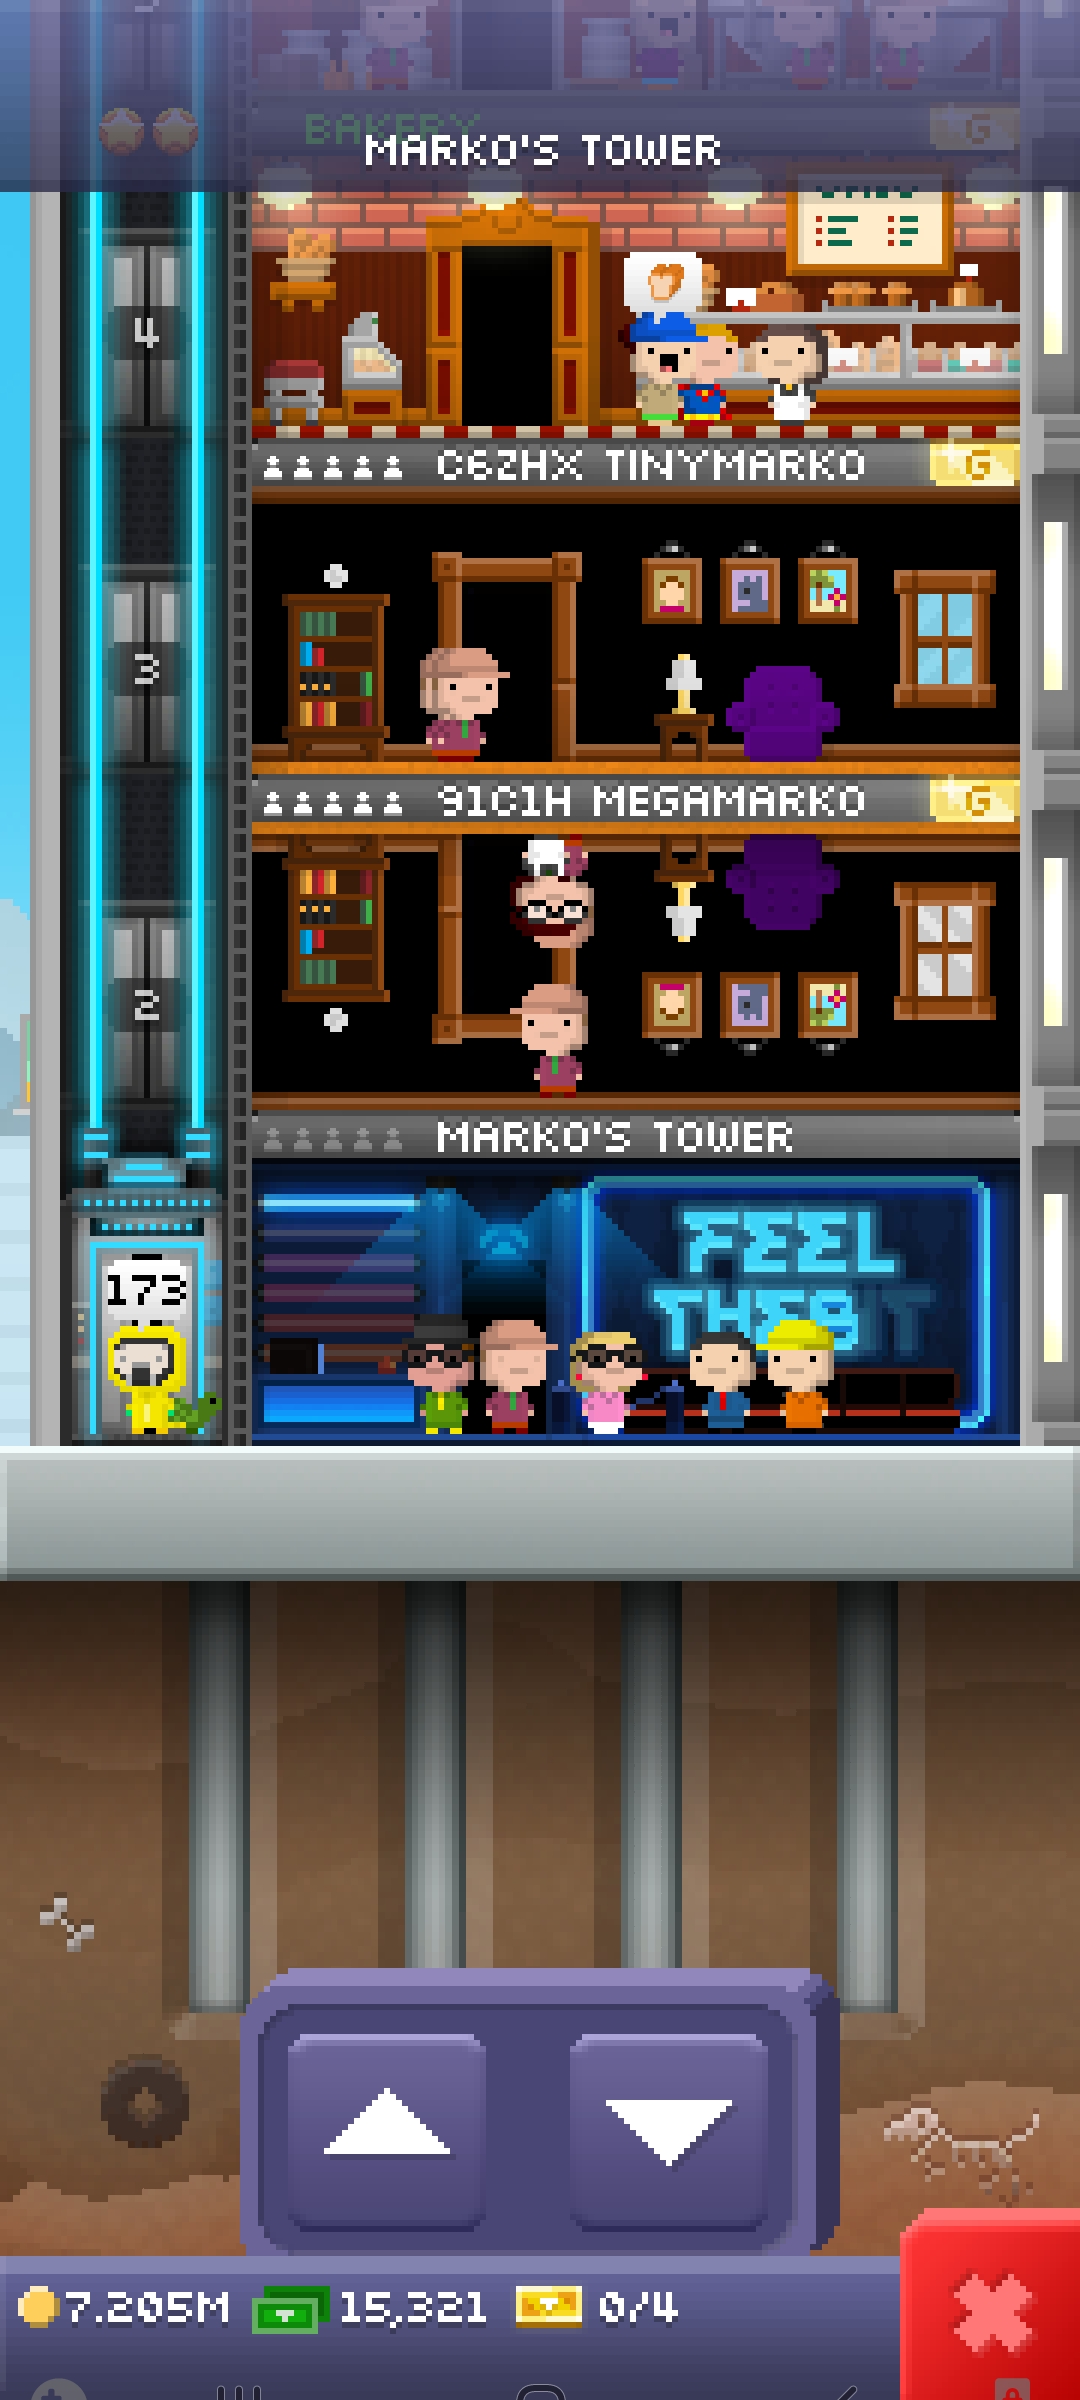 BAKERY G
MARKO'S TOWER
4
C6ZHX TINYMARKO G
3
91C1H MEGAMARKO G
2
MARKO'S TOWER
FEEL
THE
173
7.205M 15,321 0/4